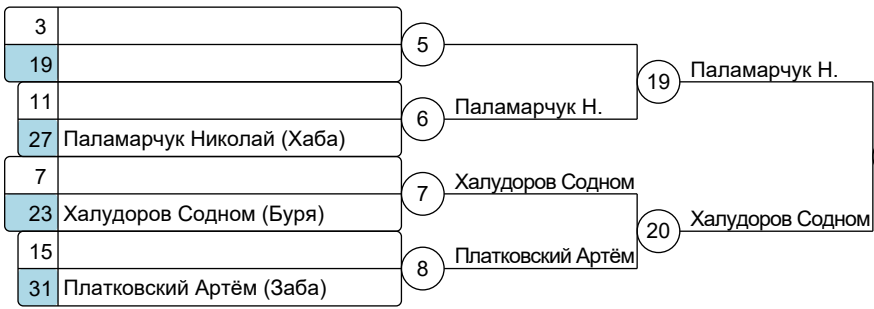 3
19
11
27 Паламарчук Николай (Хаба)
7
23 Халудоров Содном (Буря)
15
31 Платковский Артём (Заба)
5
6 Паламарчук Н.
7 Халудоров Содном
8 Платковский Артём
19 Паламарчук Н.
20 Халудоров Содном